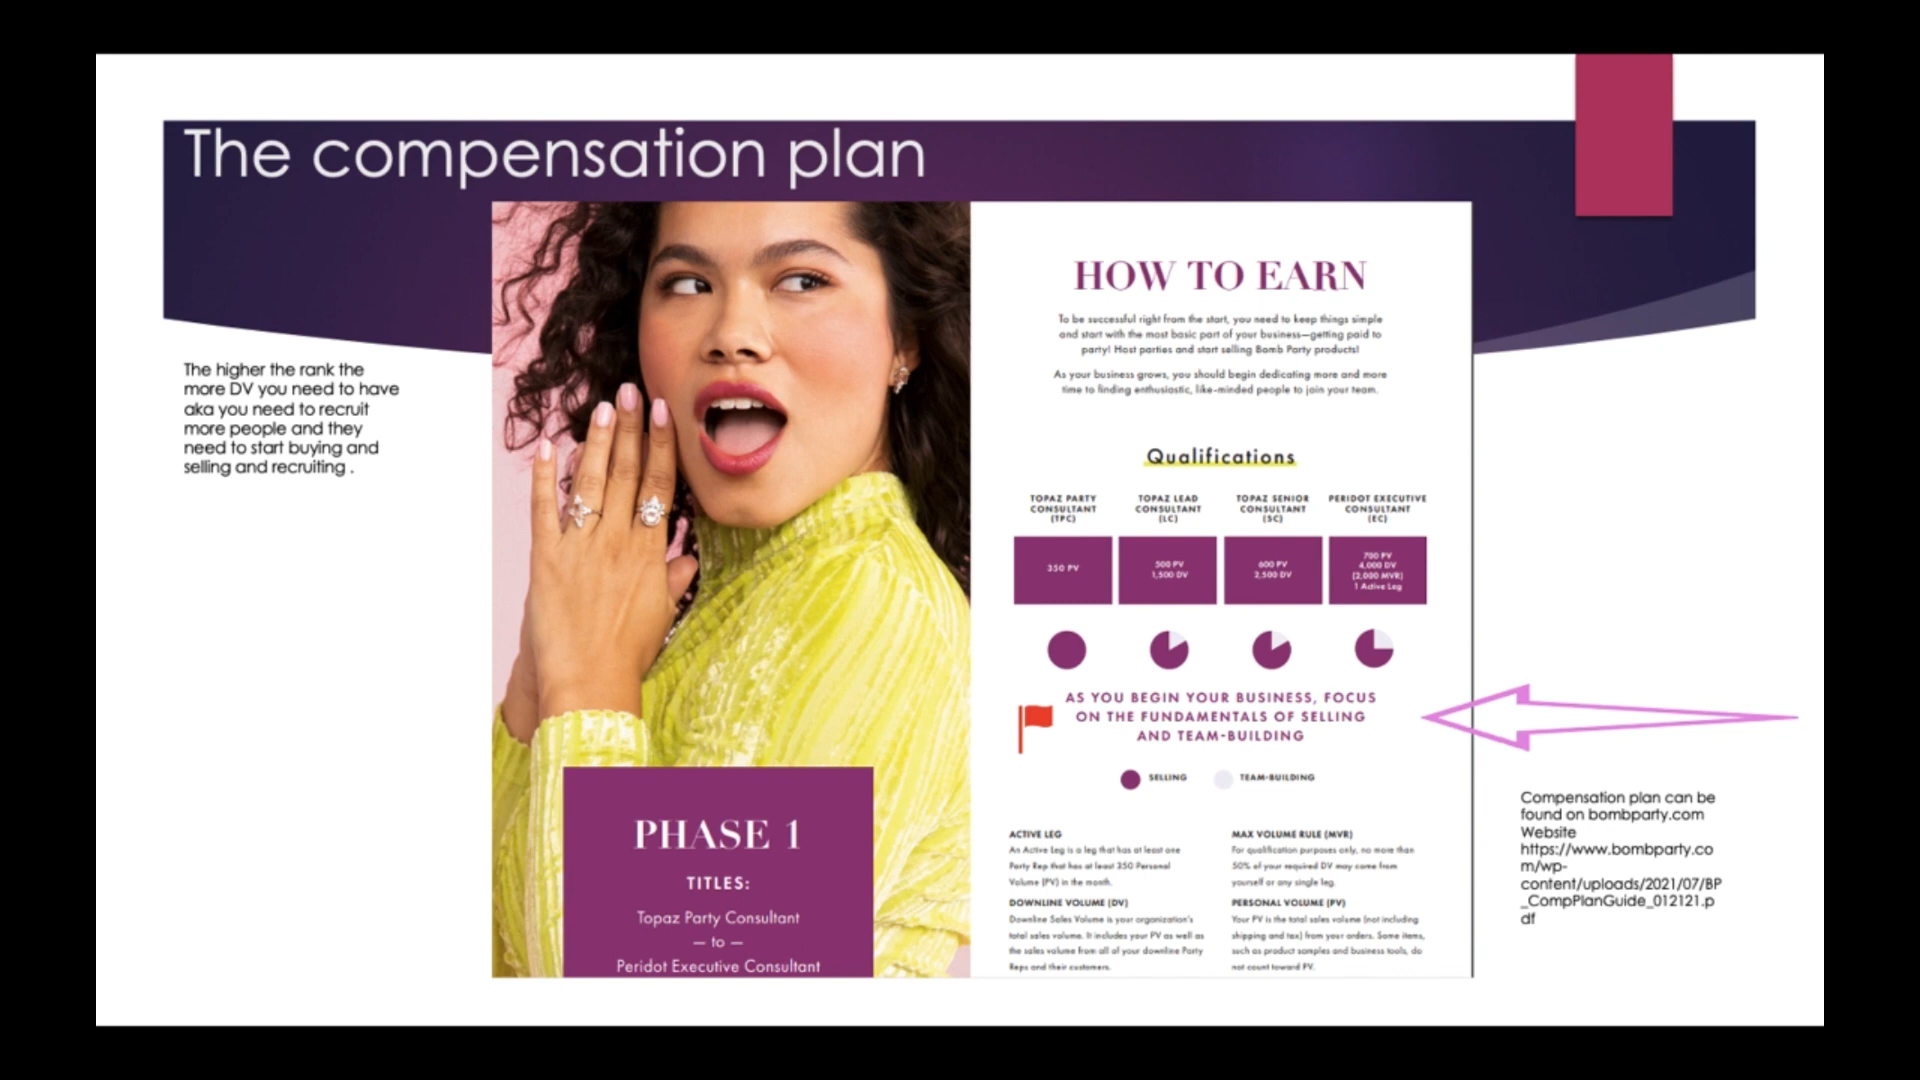 The compensation plan
The higher the rank the
more DV you need to have
aka you need to recruit
more people and they
need to start buying and
selling and recruiting .
PHASE 1
TITLES:
Topaz Party Consultant
— to —
Peridot Executive Consultant
HOW TO EARN
To be successful right from the start, you need to keep things simple
and start with the most basic part of your business—getting paid to
party! Host parties and start selling Bomb Party products!
As your business grows, you should begin dedicating more and more
time to finding enthusiastic, like-minded people to join your team.
Qualifications
TOPAZ PARTY
CONSULTANT
(TPC)
350 PV
TOPAZ LEAD
CONSULTANT
(LC)
500 PV
1,500 DV
TOPAZ SENIOR
CONSULTANT
(SC)
600 PV
2,500 DV
PERIDOT EXECUTIVE
CONSULTANT
(EC)
700 PV
4,000 DV
(2,000 MVR)
1 Active Leg
AS YOU BEGIN YOUR BUSINESS, FOCUS
ON THE FUNDAMENTALS OF SELLING
AND TEAM-BUILDING
SELLING
TEAM-BUILDING
ACTIVE LEG
An Active Leg is a leg that has at least one
Party Rep that has at least 350 Personal
Volume (PV) in the month.
DOWNLINE VOLUME (DV)
Downline Sales Volume is your organization's
total sales volume. It includes your PV as well as
the sales volume from all of your downline Party
Reps and their customers.
MAX VOLUME RULE (MVR)
For qualification purposes only, no more than
50% of your required DV may come from
yourself or any single leg.
PERSONAL VOLUME (PV)
Your PV is the total sales volume (not including
shipping and tax) from your orders. Some items,
such as product samples and business tools, do
not count toward PV.
Compensation plan can be
found on bombparty.com
Website
https://www.bombparty.co
m/wp-
content/uploads/2021/07/BP
_CompPlanGuide_012121.p
df